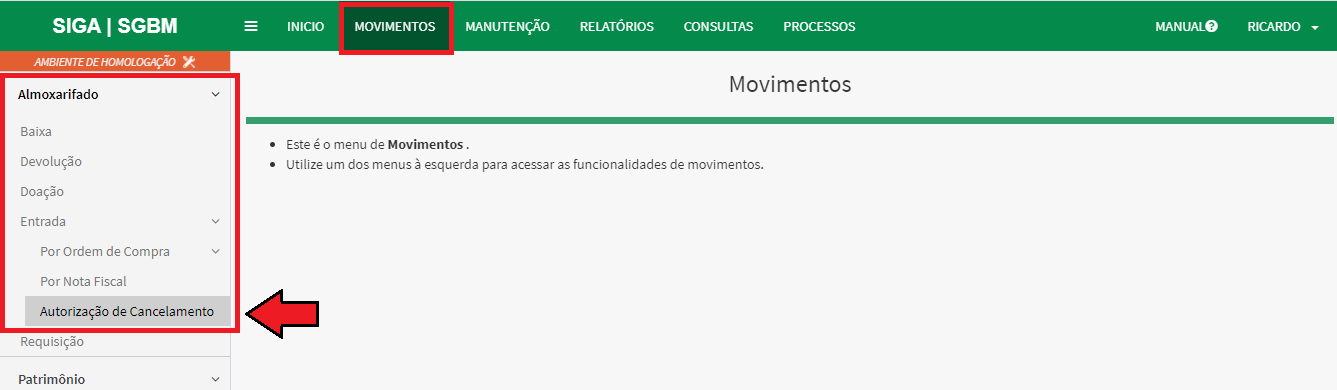 SIGA | SGBM
INICIO
MOVIMENTOS
MANUTENÇÃO
RELATÓRIOS
CONSULTAS
PROCESSOS
MANUAL
RICARDO
AMBIENTE DE HOMOLOGAÇÃO
Almoxarifado
Baixa
Devolução
Doação
Entrada
Por Ordem de Compra
Por Nota Fiscal
Autorização de Cancelamento
Requisição
Patrimônio
Movimentos
Este é o menu de Movimentos .
Utilize um dos menus à esquerda para acessar as funcionalidades de movimentos.